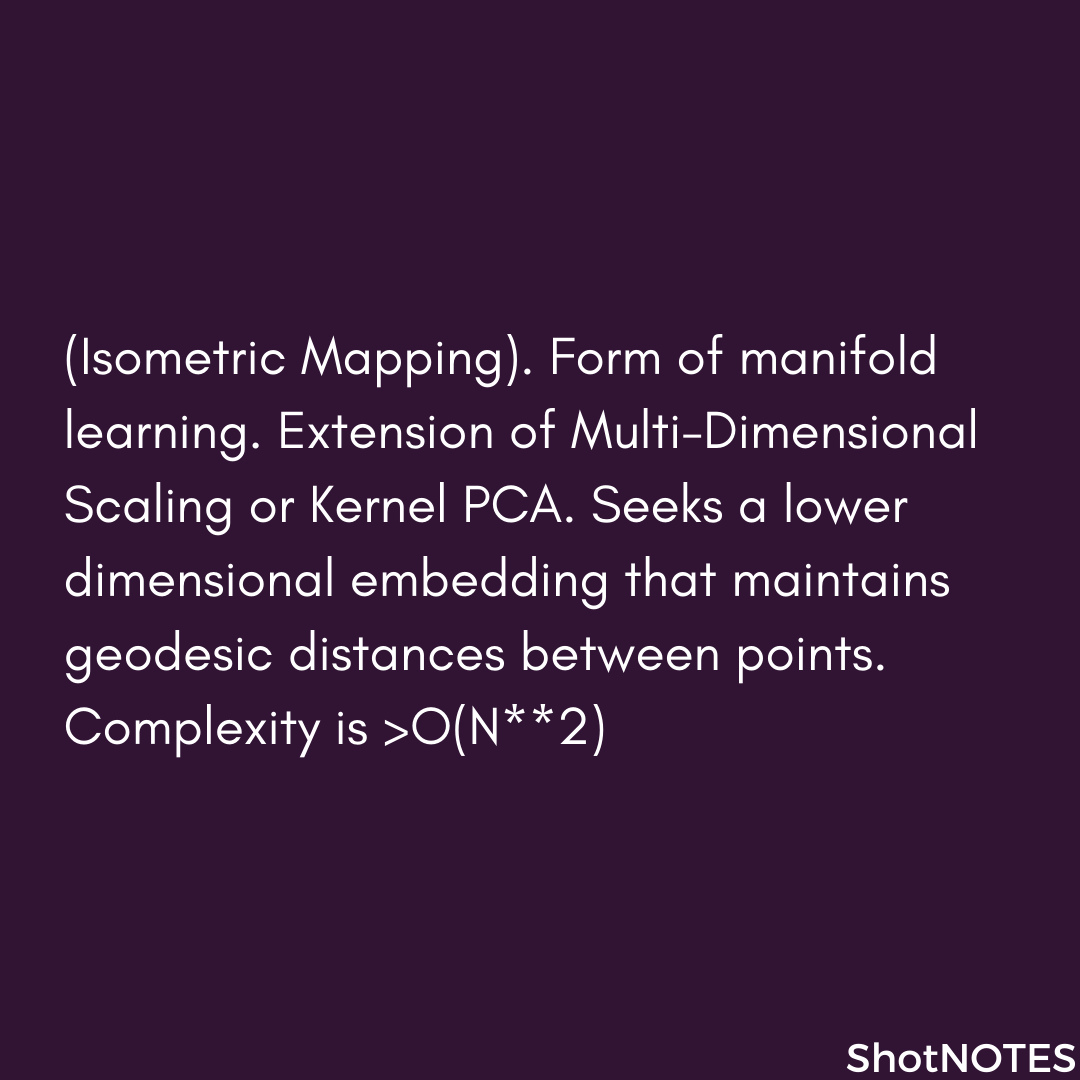 (Isometric Mapping). Form of manifold
learning. Extension of Multi-Dimensional
Scaling or Kernel PCA. Seeks a lower
dimensional embedding that maintains
geodesic distances between points.
Complexity is >O(N**2)
ShotNOTES